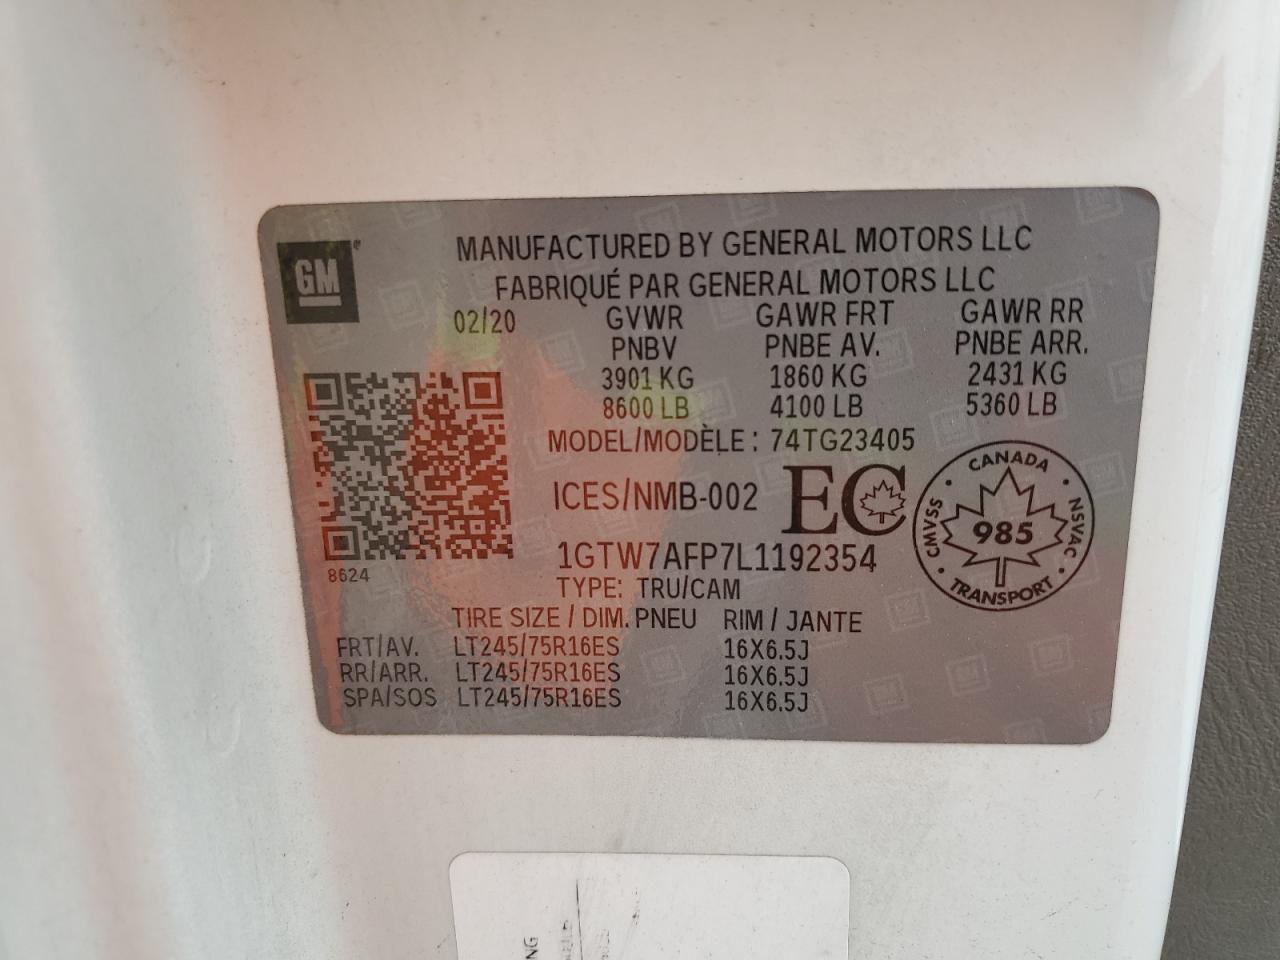 GM
MANUFACTURED BY GENERAL MOTORS LLC
FABRIQUÉ PAR GENERAL MOTORS LLC
02/20 GVWR GAWR FRT GAWR RR
PNBV PNBE AV. PNBE ARR.
3901 KG 1860 KG 2431 KG
8600 LB 4100 LB 5360 LB
MODEL/MODÈLE : 74TG23405
ICES/NMB-002 EC
CANADA
CMVSS 985 NSVAC
TRANSPORT
1GTW7AFP7L1192354
8624
TYPE: TRU/CAM
TIRE SIZE / DIM. PNEU RIM / JANTE
FRT/AV. LT245/75R16ES 16X6.5J
RR/ARR. LT245/75R16ES 16X6.5J
SPA/SOS LT245/75R16ES 16X6.5J
NG